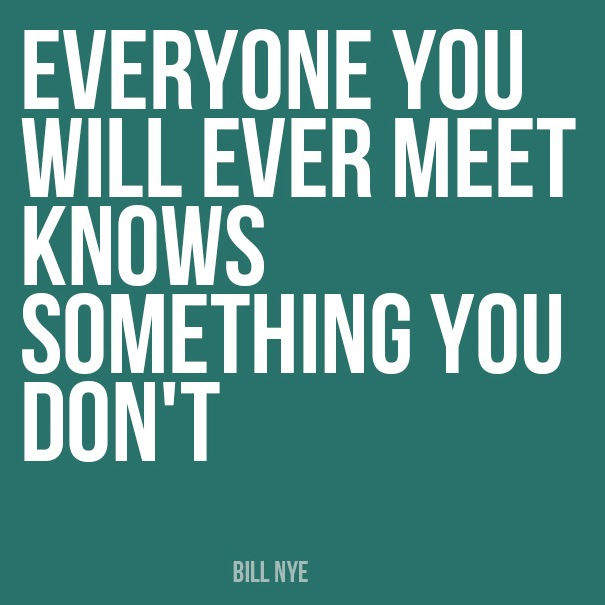 EVERYONE YOU
WILL EVER MEET
KNOWS
SOMETHING YOU
DON'T
BILL NYE